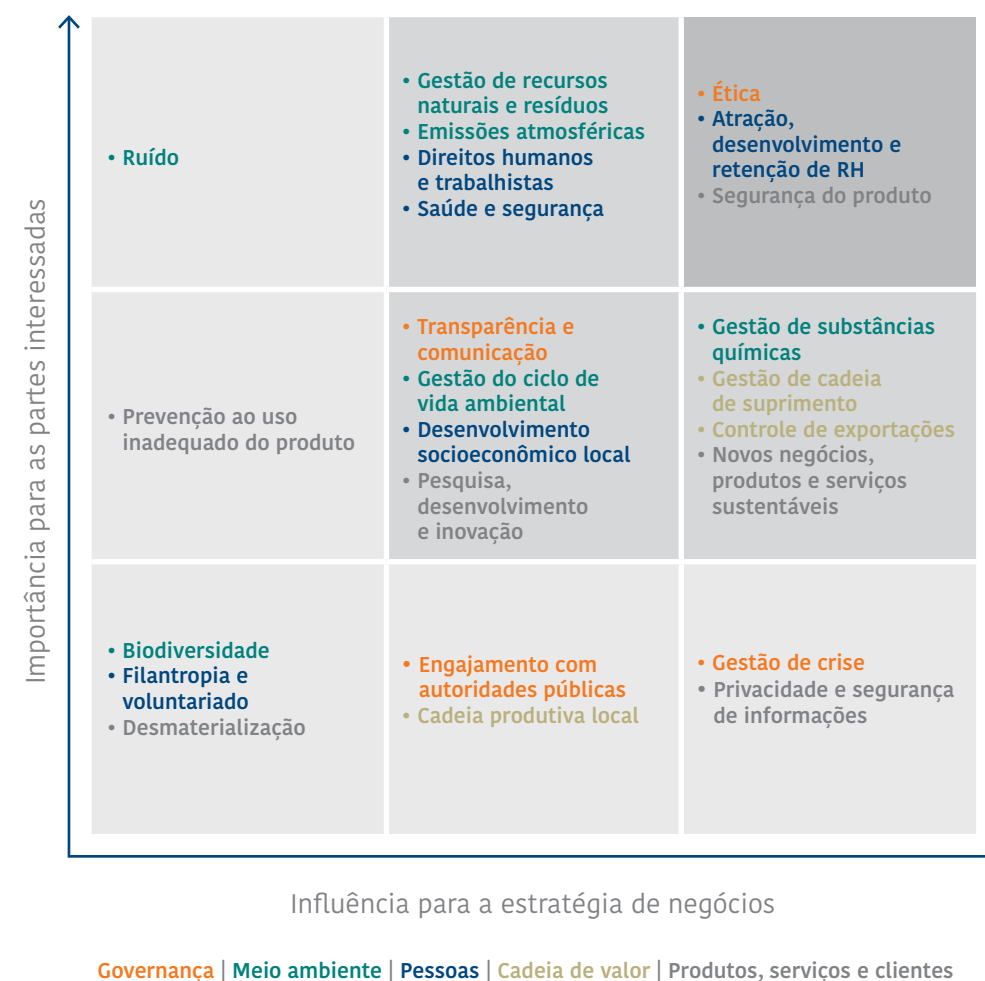 Importância para as partes interessadas
• Ruído
• Gestão de recursos
naturais e resíduos
• Emissões atmosféricas
• Direitos humanos
e trabalhistas
• Saúde e segurança
• Ética
• Atração,
desenvolvimento e
retenção de RH
• Segurança do produto
• Prevenção ao uso
inadequado do produto
• Transparência e
comunicação
• Gestão do ciclo de
vida ambiental
• Desenvolvimento
socioeconômico local
• Pesquisa,
desenvolvimento
e inovação
• Gestão de substâncias
químicas
• Gestão de cadeia
de suprimento
• Controle de exportações
• Novos negócios,
produtos e serviços
sustentáveis
• Biodiversidade
• Filantropia e
voluntariado
• Desmaterialização
• Engajamento com
autoridades públicas
• Cadeia produtiva local
• Gestão de crise
• Privacidade e segurança
de informações
Influência para a estratégia de negócios
Governança | Meio ambiente | Pessoas | Cadeia de valor | Produtos, serviços e clientes